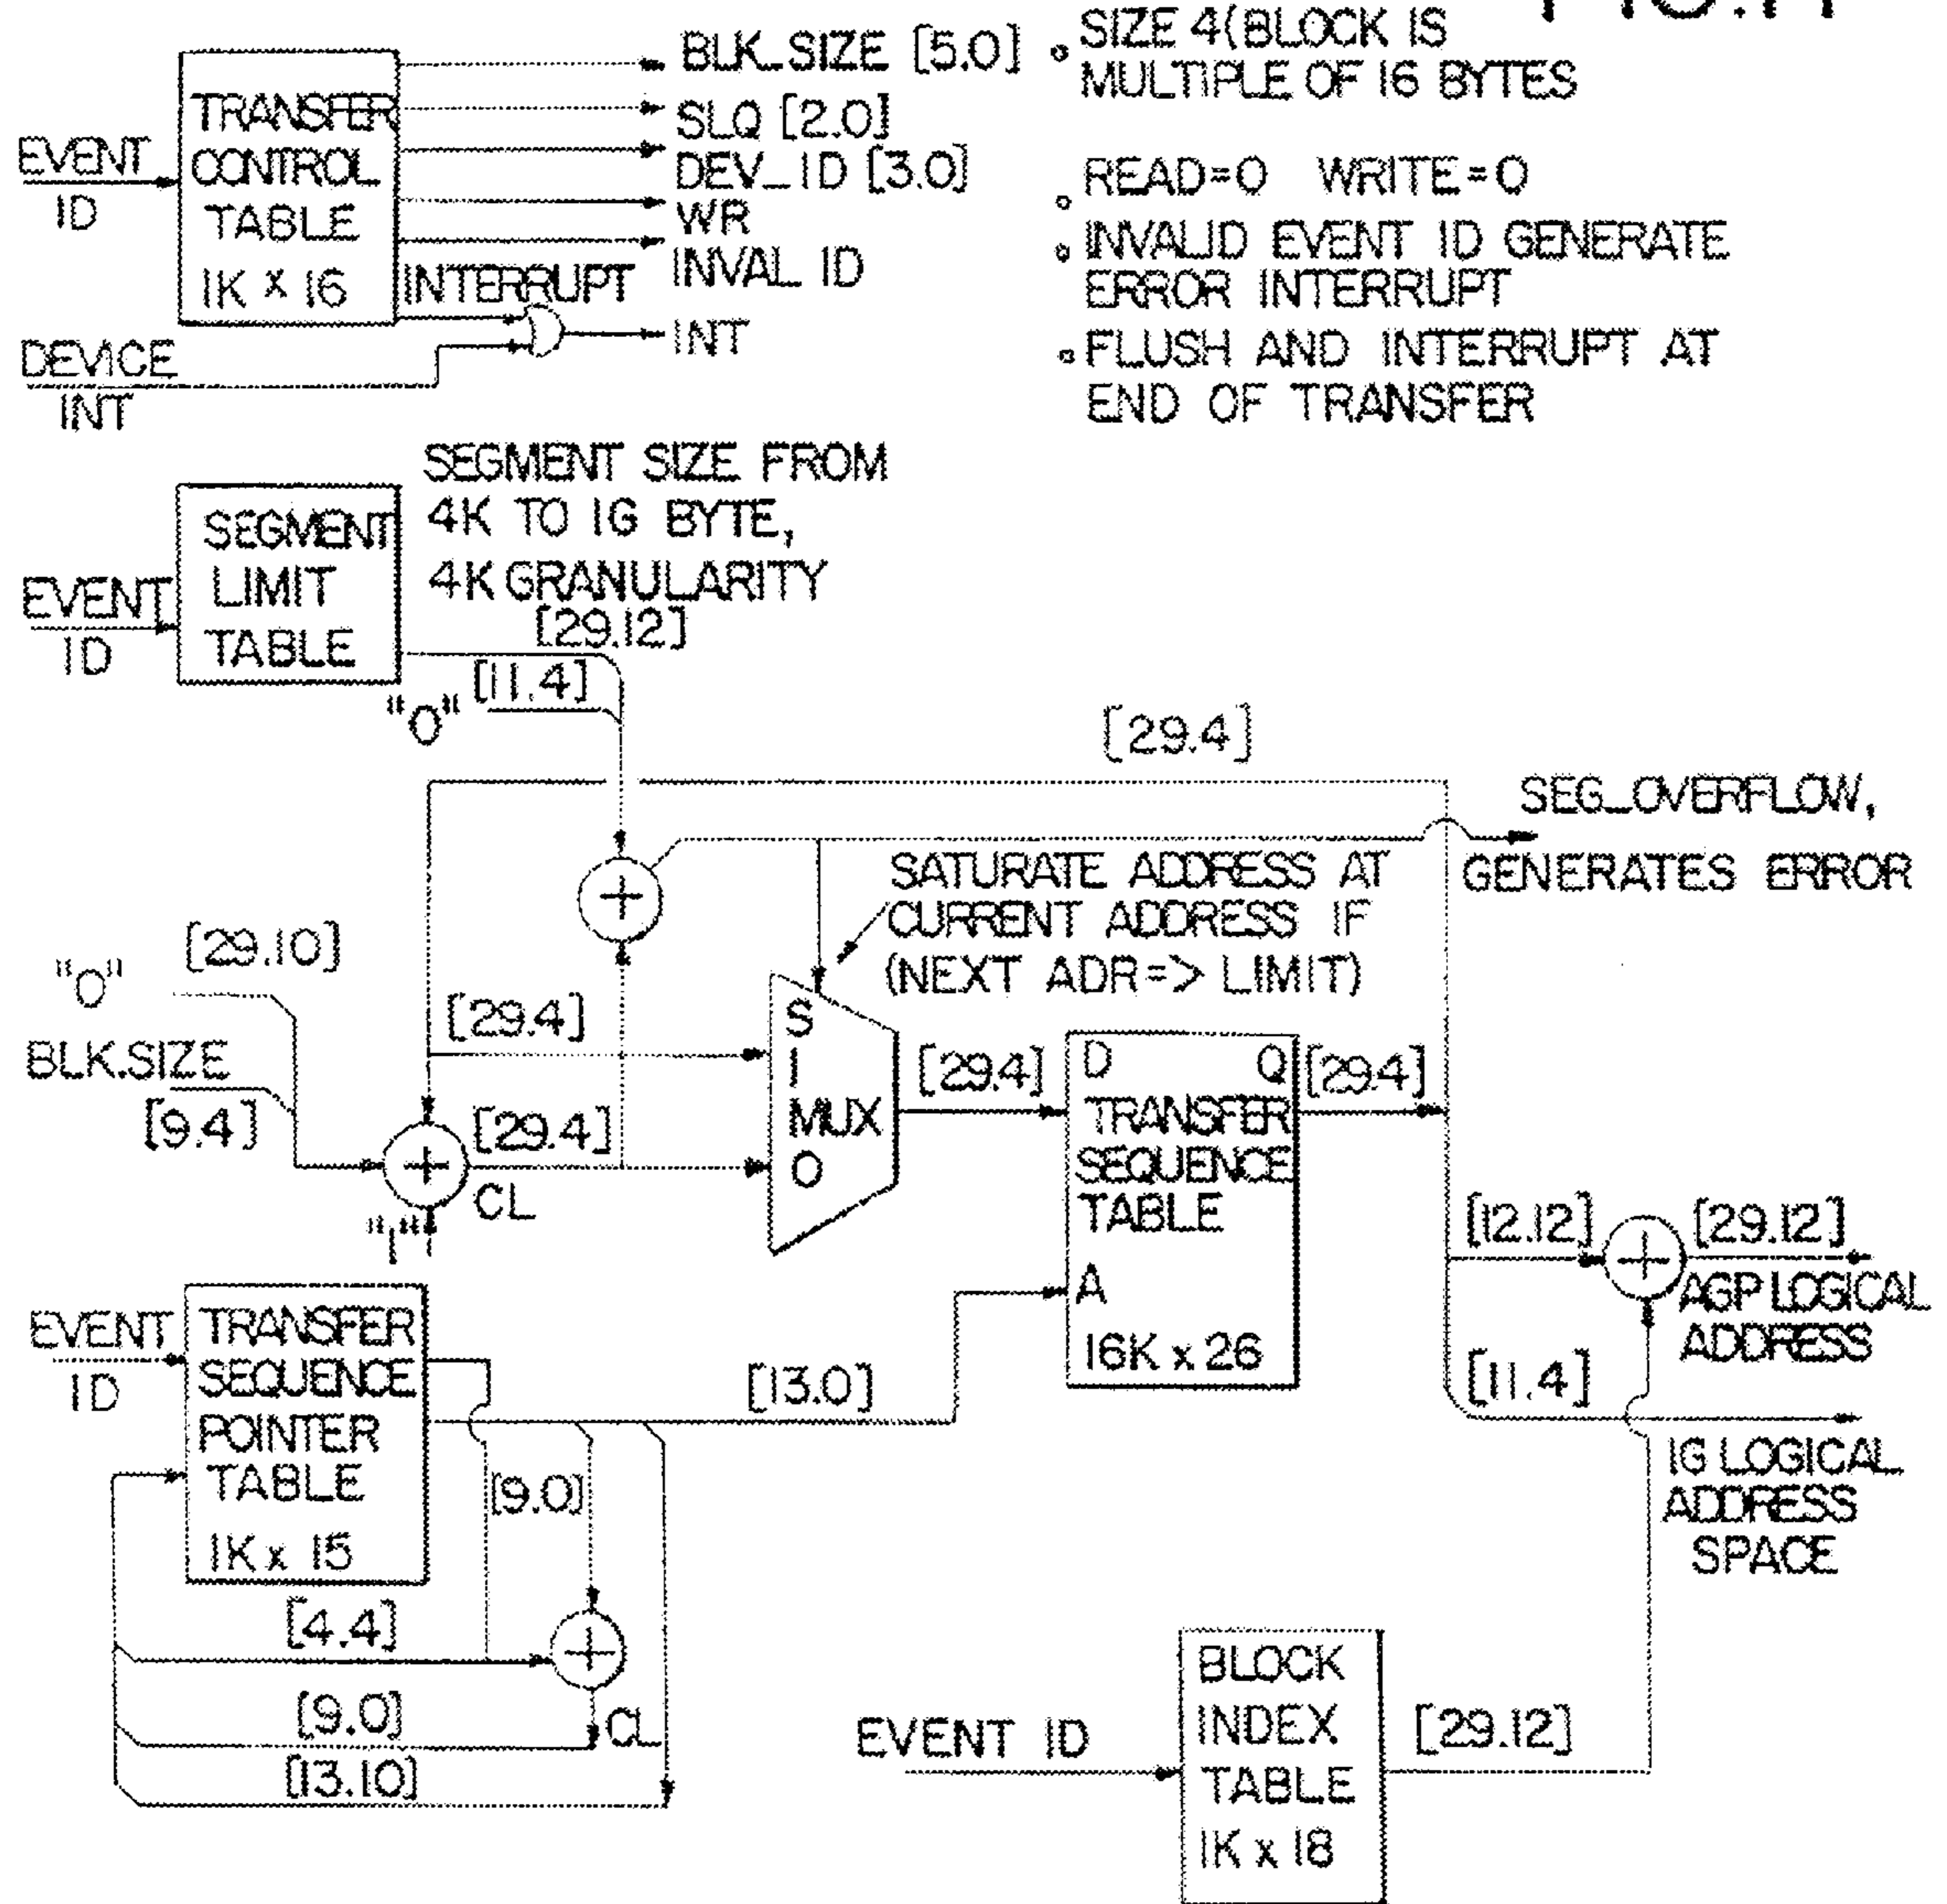 BLK_SIZE [5.0]
SIZE 4(BLOCK IS
MULTIPLE OF 16 BYTES
TRANSFER
CONTROL
TABLE
1K x 16
EVENT
ID
SLQ [2.0]
DEV_ID [3.0]
WR
INVAL ID
INTERRUPT
INT
DEVICE
INT
READ=0 WRITE=0
INVALID EVENT ID GENERATE
ERROR INTERRUPT
FLUSH AND INTERRUPT AT
END OF TRANSFER
SEGMENT SIZE FROM
4K TO 1G BYTE,
4K GRANULARITY
SEGMENT
LIMIT
TABLE
EVENT
ID
[29.12]
[11.4]
"0"
[29.4]
SEG_OVERFLOW,
GENERATES ERROR
SATURATE ADDRESS AT
CURRENT ADDRESS IF
(NEXT ADR=> LIMIT)
[29.10]
"0"
BLK.SIZE
[9.4]
[29.4]
[29.4]
CL
"1"
S
1
MUX
0
[29.4]
D Q
TRANSFER
SEQUENCE
TABLE
A
16K x 26
[29.4]
[12.12]
[29.12]
AGP LOGICAL
ADDRESS
[11.4]
1G LOGICAL
ADDRESS
SPACE
EVENT
ID
TRANSFER
SEQUENCE
POINTER
TABLE
1K x 15
[13.0]
[9.0]
[4.4]
[9.0]
CL
[13.10]
EVENT ID
BLOCK
INDEX
TABLE
1K x 18
[29.12]